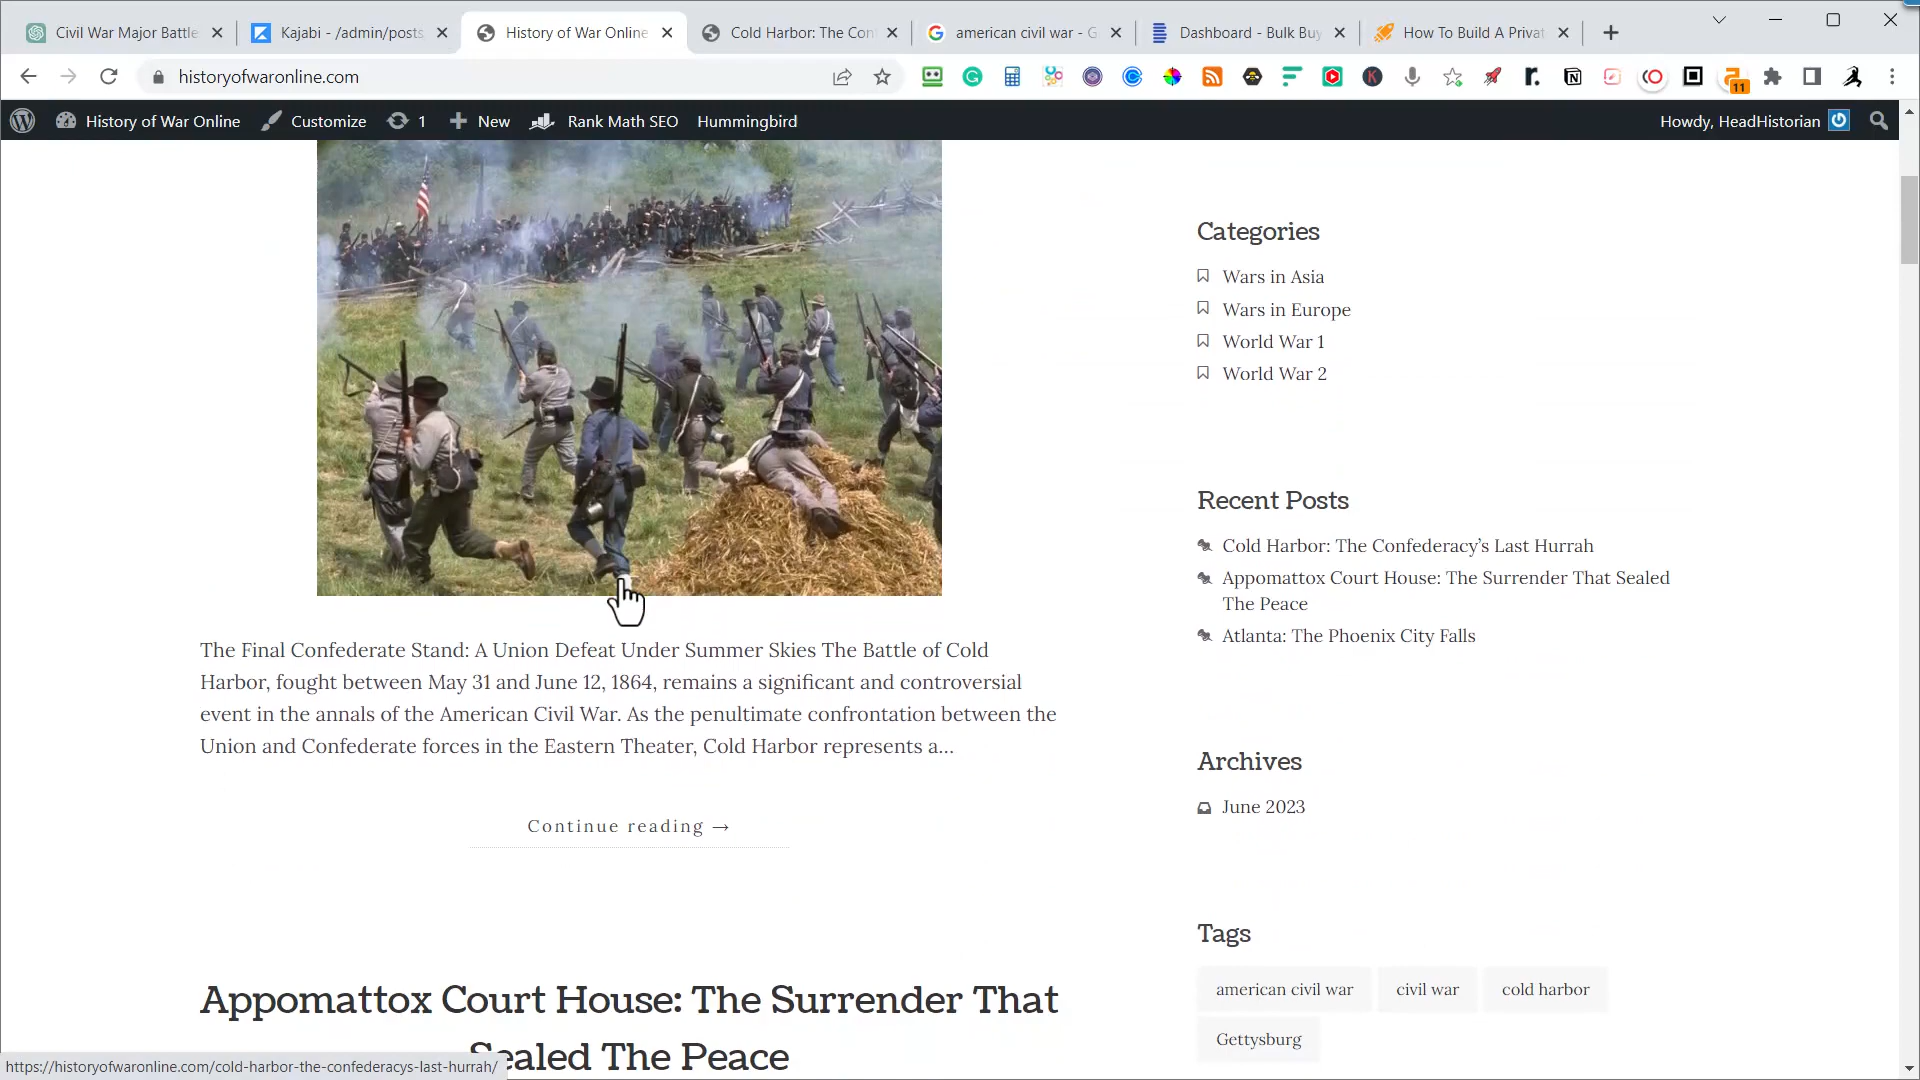 Civil War Major Battle
Kajabi - /admin/posts
History of War Online
Cold Harbor: The Con
american civil war - G
Dashboard - Bulk Buy
How To Build A Privat
historyofwaronline.com
11
History of War Online
Customize
1
New
Rank Math SEO
Hummingbird
Howdy, HeadHistorian
Categories
Wars in Asia
Wars in Europe
World War 1
World War 2
Recent Posts
Cold Harbor: The Confederacy’s Last Hurrah
Appomattox Court House: The Surrender That
The Peace
Atlanta: The Phoenix City Falls
The Final Confederate Stand: A Union Defeat Under Summer Skies The Battle of Cold
Harbor, fought between May 31 and June 12, 1864, remains a significant and controversial
event in the annals of the American Civil War. As the penultimate confrontation between the
Union and Confederate forces in the Eastern Theater, Cold Harbor represents a…
Continue reading →
Archives
June 2023
Tags
american civil war
civil war
cold harbor
Gettysburg
Appomattox Court House: The Surrender That
Sealed The Peace
https://historyofwaronline.com/cold-harbor-the-confederacys-last-hurrah/